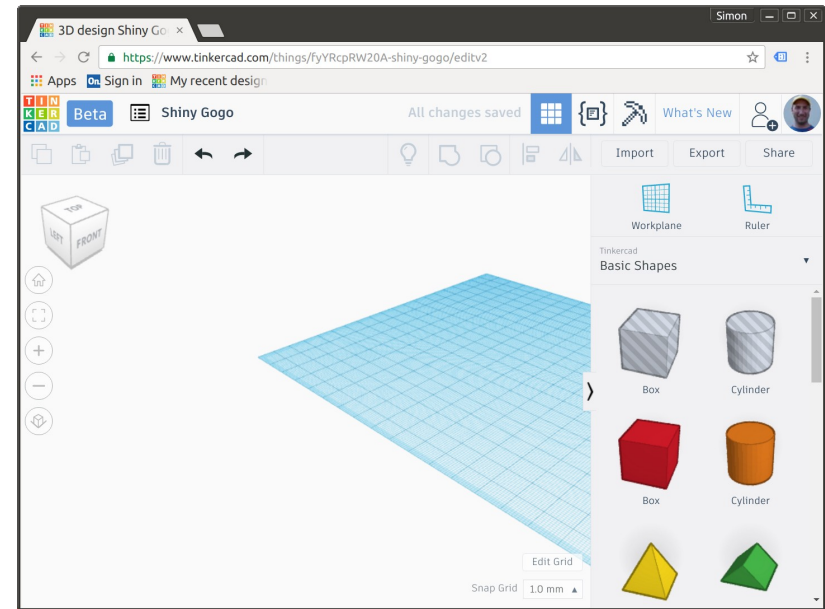 Simon
3D design Shiny Go
https://www.tinkercad.com/things/fyYRcpRW20A-shiny-gogo/editv2
Apps On. Sign in My recent design
TIN
KER
CAD
Beta Shiny Gogo All changes saved What's New
Import Export Share
TOP
LEFT FRONT
Workplane Ruler
Tinkercad
Basic Shapes
Box Cylinder
Box Cylinder
Edit Grid
Snap Grid 1.0 mm